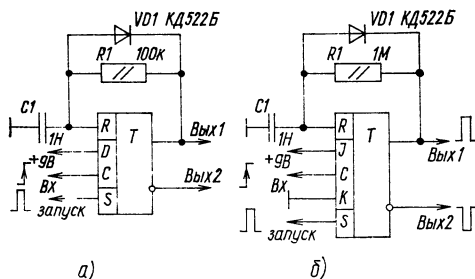 VD1 КД522Б
R1 100к
C1
1Н
R T
Вых1
+9В
D
C
ВХ
S
Вых2
запуск
а)
VD1 КД522Б
R1 1М
C1
1Н
R T
+9В
J
Вых1
C
ВХ
K
S
запуск
Вых2
б)